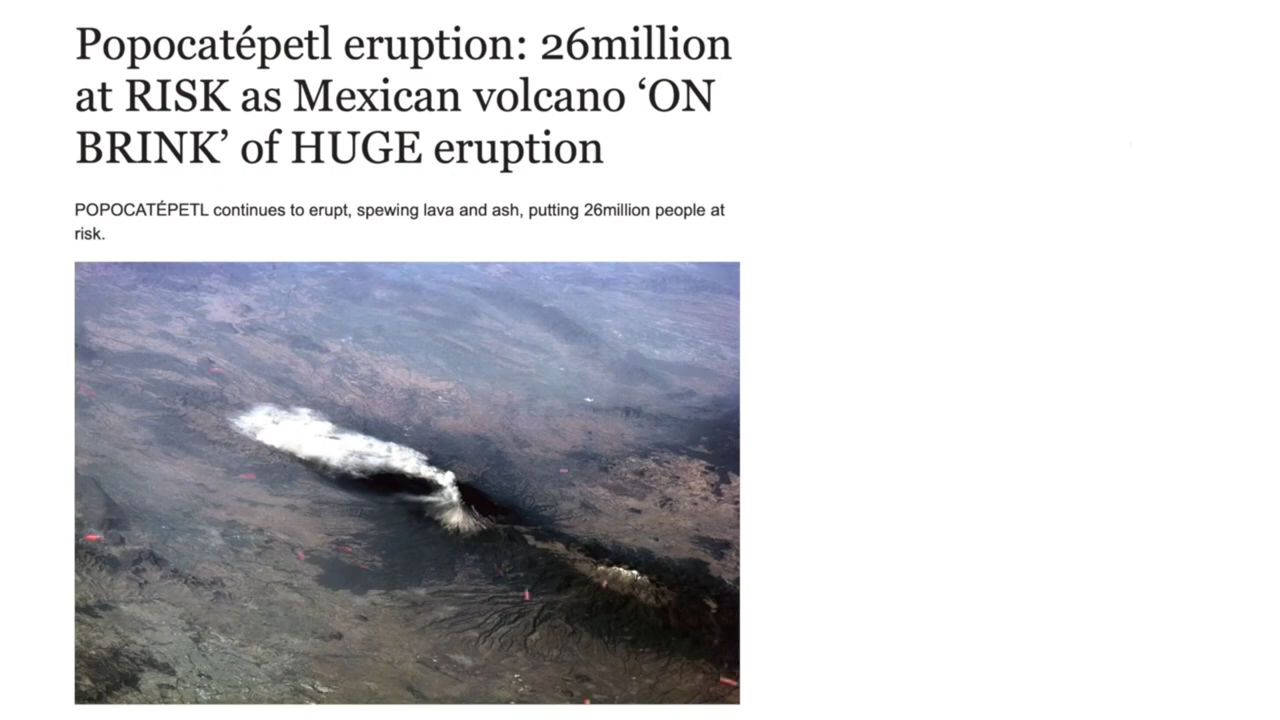 Popocatépetl eruption: 26million
at RISK as Mexican volcano ‘ON
BRINK’ of HUGE eruption
POPOCATÉPETL continues to erupt, spewing lava and ash, putting 26million people at
risk.